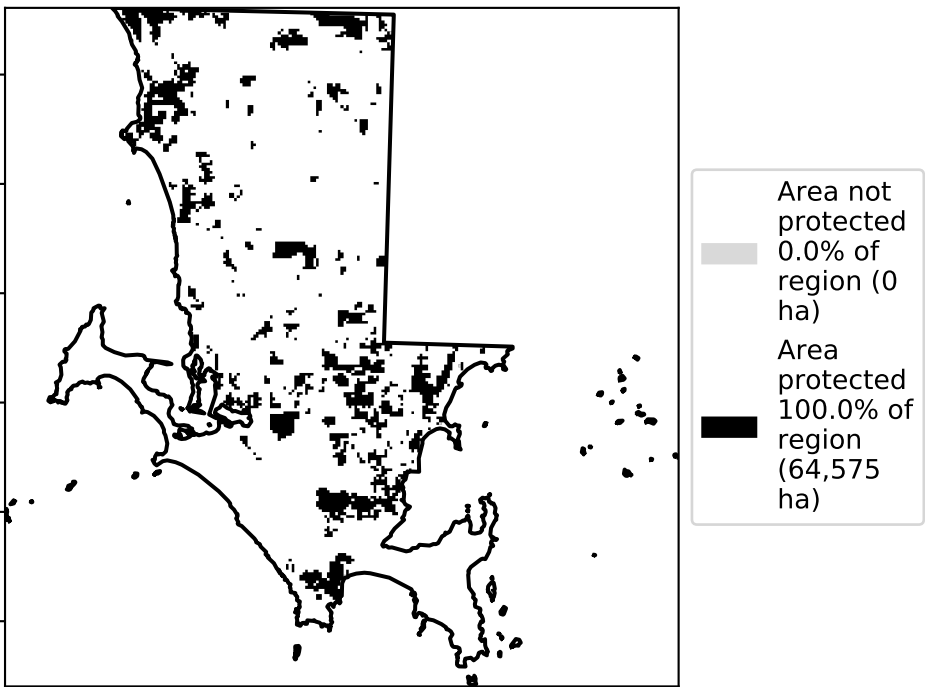 Area not
protected
0.0% of
region (0
ha)
Area
protected
100.0% of
region
(64,575
ha)